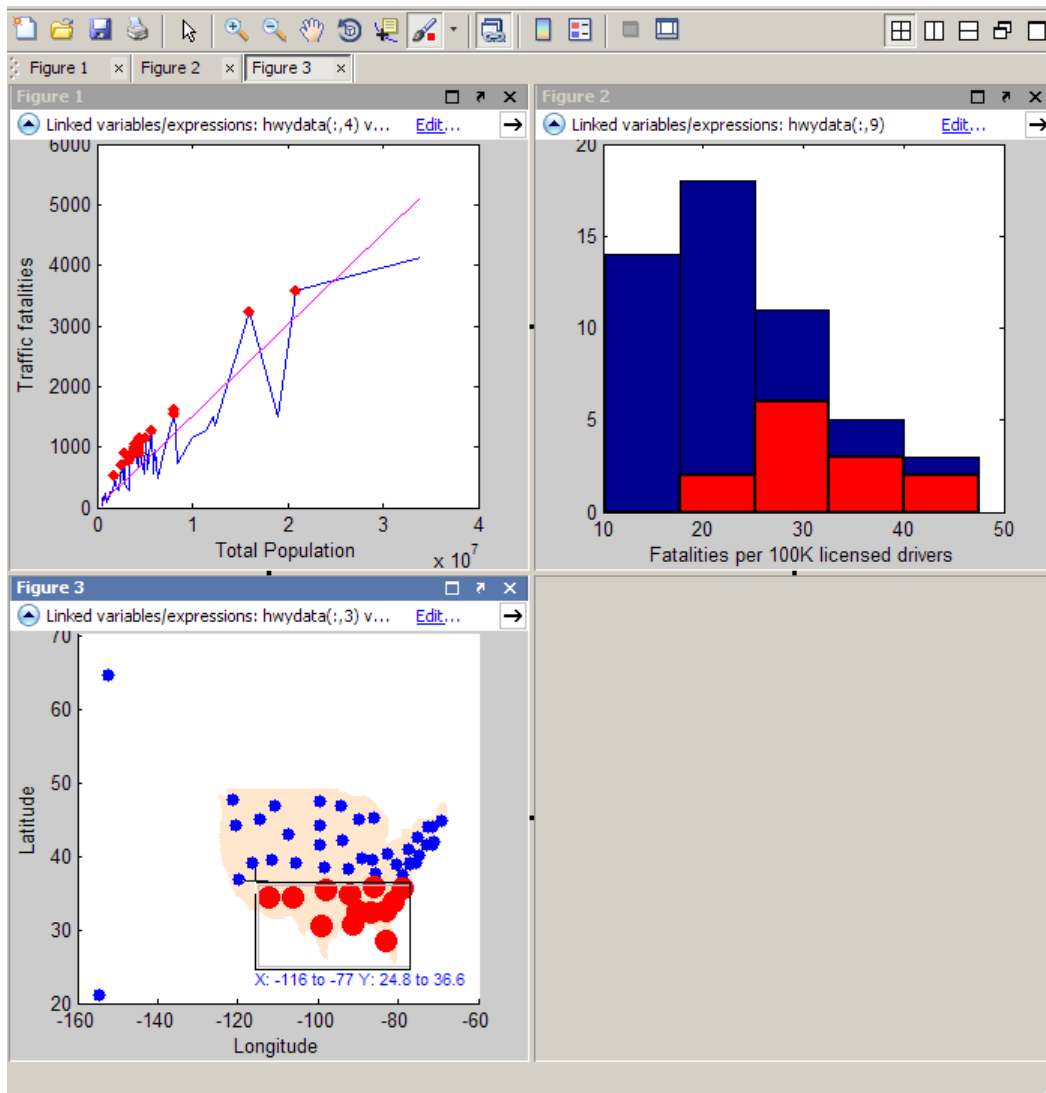 Figure 1 × Figure 2 × Figure 3 ×
Figure 1
Linked variables/expressions: hwydata(:,4) v... Edit...
6000
5000
4000
3000
2000
1000
0
Traffic fatalities
0 1 2 3 4
Total Population
x 10^7
Figure 2
Linked variables/expressions: hwydata(:,9) Edit...
20
15
10
5
0
10 20 30 40 50
Fatalities per 100K licensed drivers
Figure 3
Linked variables/expressions: hwydata(:,3) v... Edit...
70
60
50
40
30
20
Latitude
X: -116 to -77 Y: 24.8 to 36.6
-160 -140 -120 -100 -80 -60
Longitude